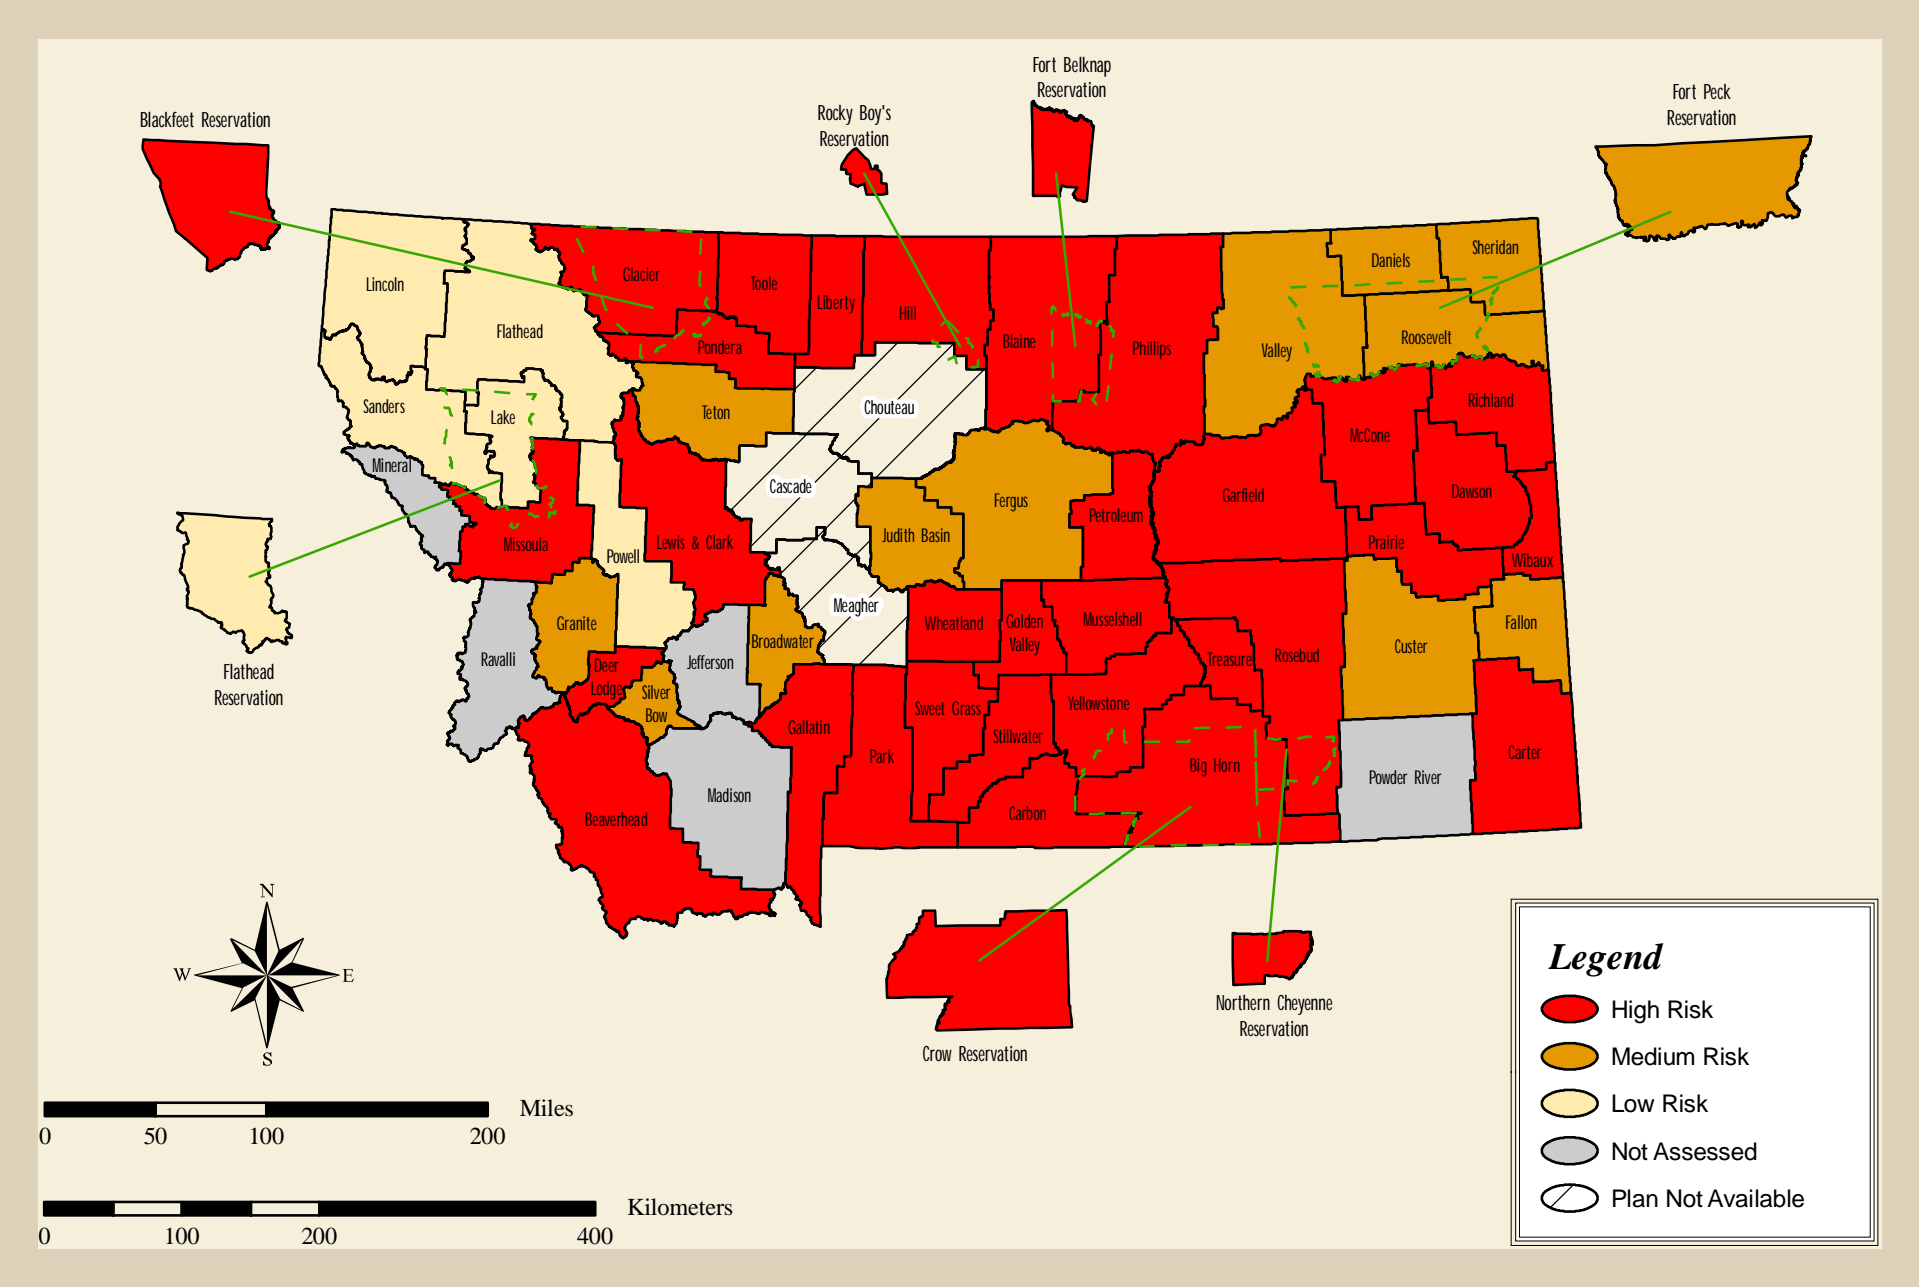 Fort Belknap
Reservation
Fort Peck
Reservation
Rocky Boy's
Reservation
Blackfeet Reservation
Sheridan
Daniels
Glacier
Toole
Lincoln
Liberty
Hill
Flathead
Roosevelt
Blaine
Pondera
Phillips
Valley
Richland
Sanders
Chouteau
Teton
Lake
McCone
Mineral
Cascade
Dawson
Garfield
Fergus
Petroleum
Judith Basin
Missoula
Lewis & Clark
Prairie
Powell
Wibaux
Meagher
Granite
Wheatland
Golden
Valley
Musselshell
Fallon
Broadwater
Custer
Ravalli
Jefferson
Treasure
Rosebud
Deer
Lodge
Silver
Bow
Flathead
Reservation
Yellowstone
Sweet Grass
Gallatin
Stillwater
Carter
Park
Big Horn
Powder River
Madison
Carbon
Beaverhead
N
W
E
S
Crow Reservation
Northern Cheyenne
Reservation
Legend
High Risk
Medium Risk
Low Risk
Not Assessed
Plan Not Available
Miles
0 50 100 200
Kilometers
0 100 200 400